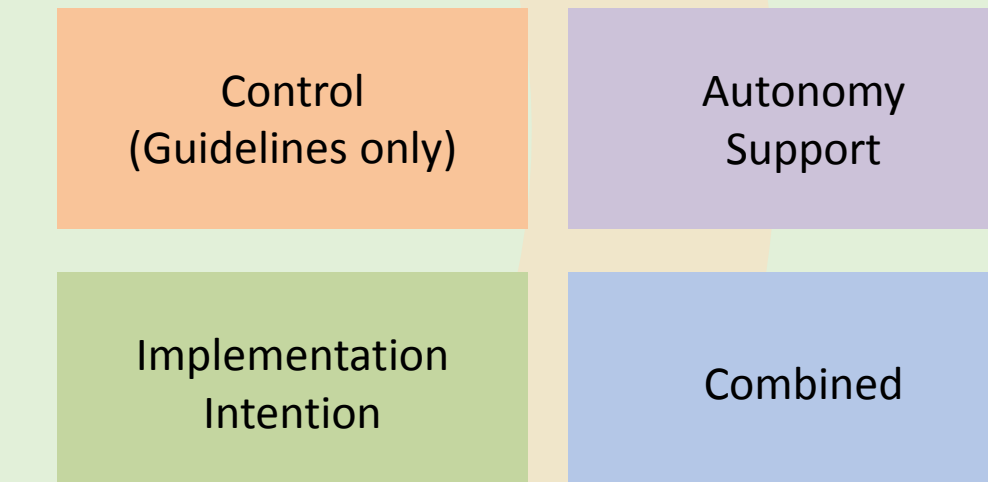 Control
(Guidelines only)
Autonomy
Support
Implementation
Intention
Combined